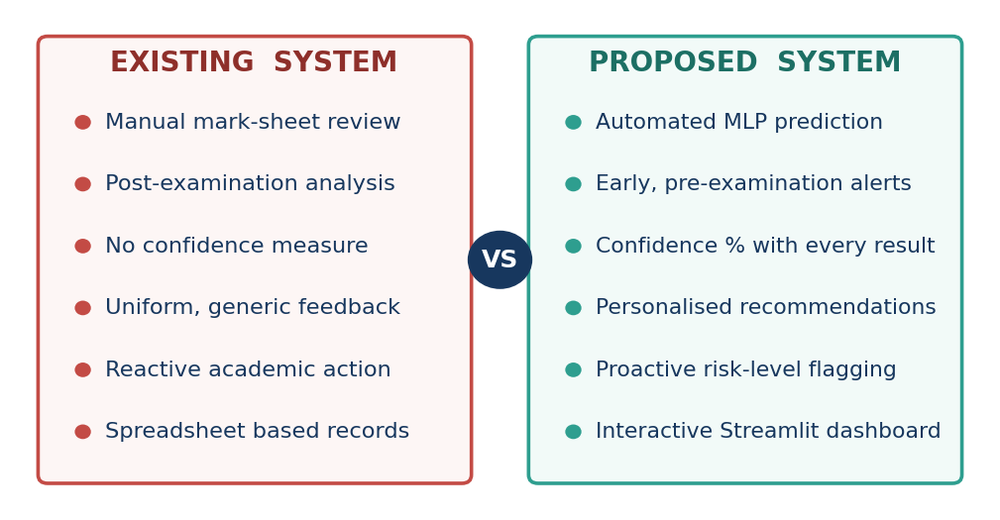 EXISTING SYSTEM
Manual mark-sheet review
Post-examination analysis
No confidence measure
Uniform, generic feedback
Reactive academic action
Spreadsheet based records
VS
PROPOSED SYSTEM
Automated MLP prediction
Early, pre-examination alerts
Confidence % with every result
Personalised recommendations
Proactive risk-level flagging
Interactive Streamlit dashboard